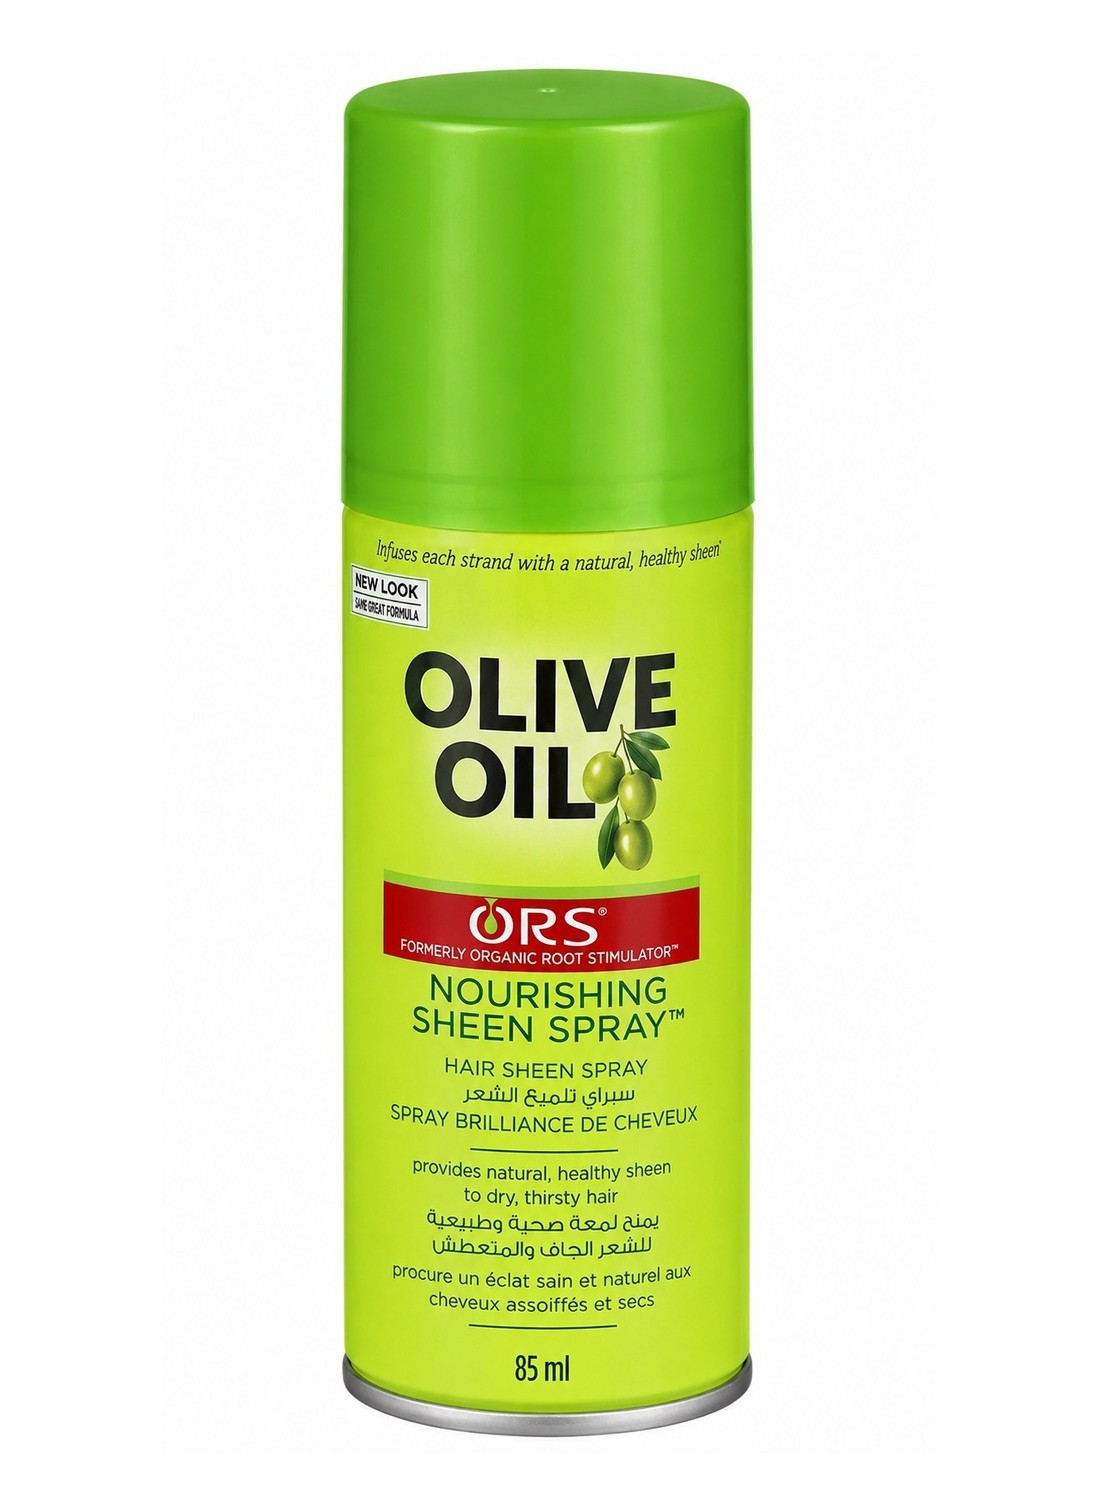 Infuses each strand with a natural, healthy sheen*
NEW LOOK
SAME GREAT FORMULA
OLIVE
OIL
ORS®
FORMERLY ORGANIC ROOT STIMULATOR™
NOURISHING
SHEEN SPRAY™
HAIR SHEEN SPRAY
سبراي تلميع الشعر
SPRAY BRILLIANCE DE CHEVEUX
provides natural, healthy sheen
to dry, thirsty hair
يمنح لمعة صحية وطبيعية
للشعر الجاف والمتعطش
procure un éclat sain et naturel aux
cheveux assoiffés et secs
85 ml